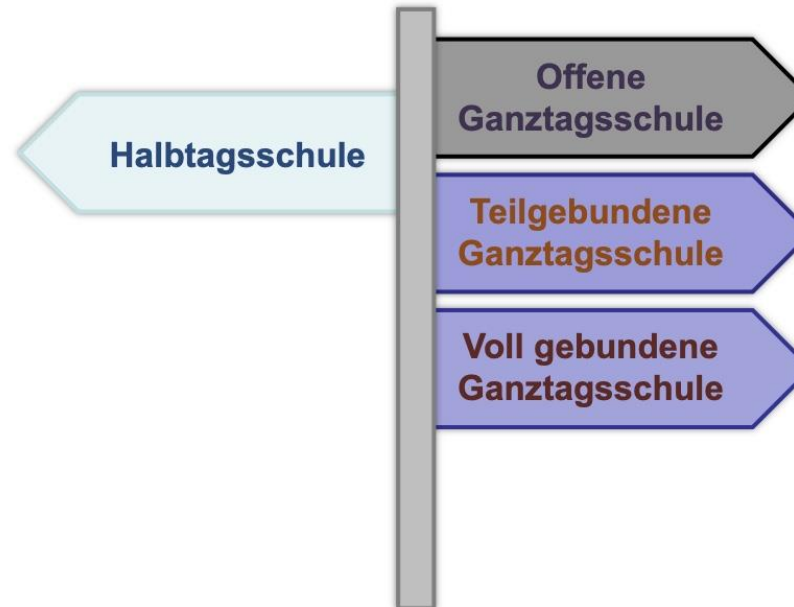 Halbtagsschule
Offene
Ganztagsschule
Teilgebundene
Ganztagsschule
Voll gebundene
Ganztagsschule